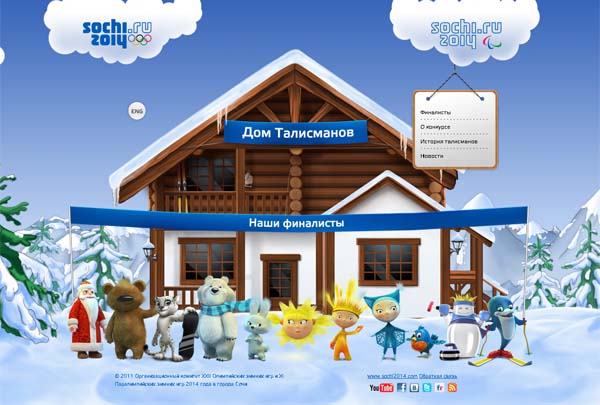 sochi.ru
2014
sochi.ru
2014
ENG
Дом Талисманов
Финалисты
О конкурсе
История талисманов
Новости
Наши финалисты
© 2011 Организационный комитет XXII Олимпийских зимних игр и XI
Паралимпийских зимних игр 2014 года в городе Сочи
www.sochi2014.com Обратная связь
YouTube